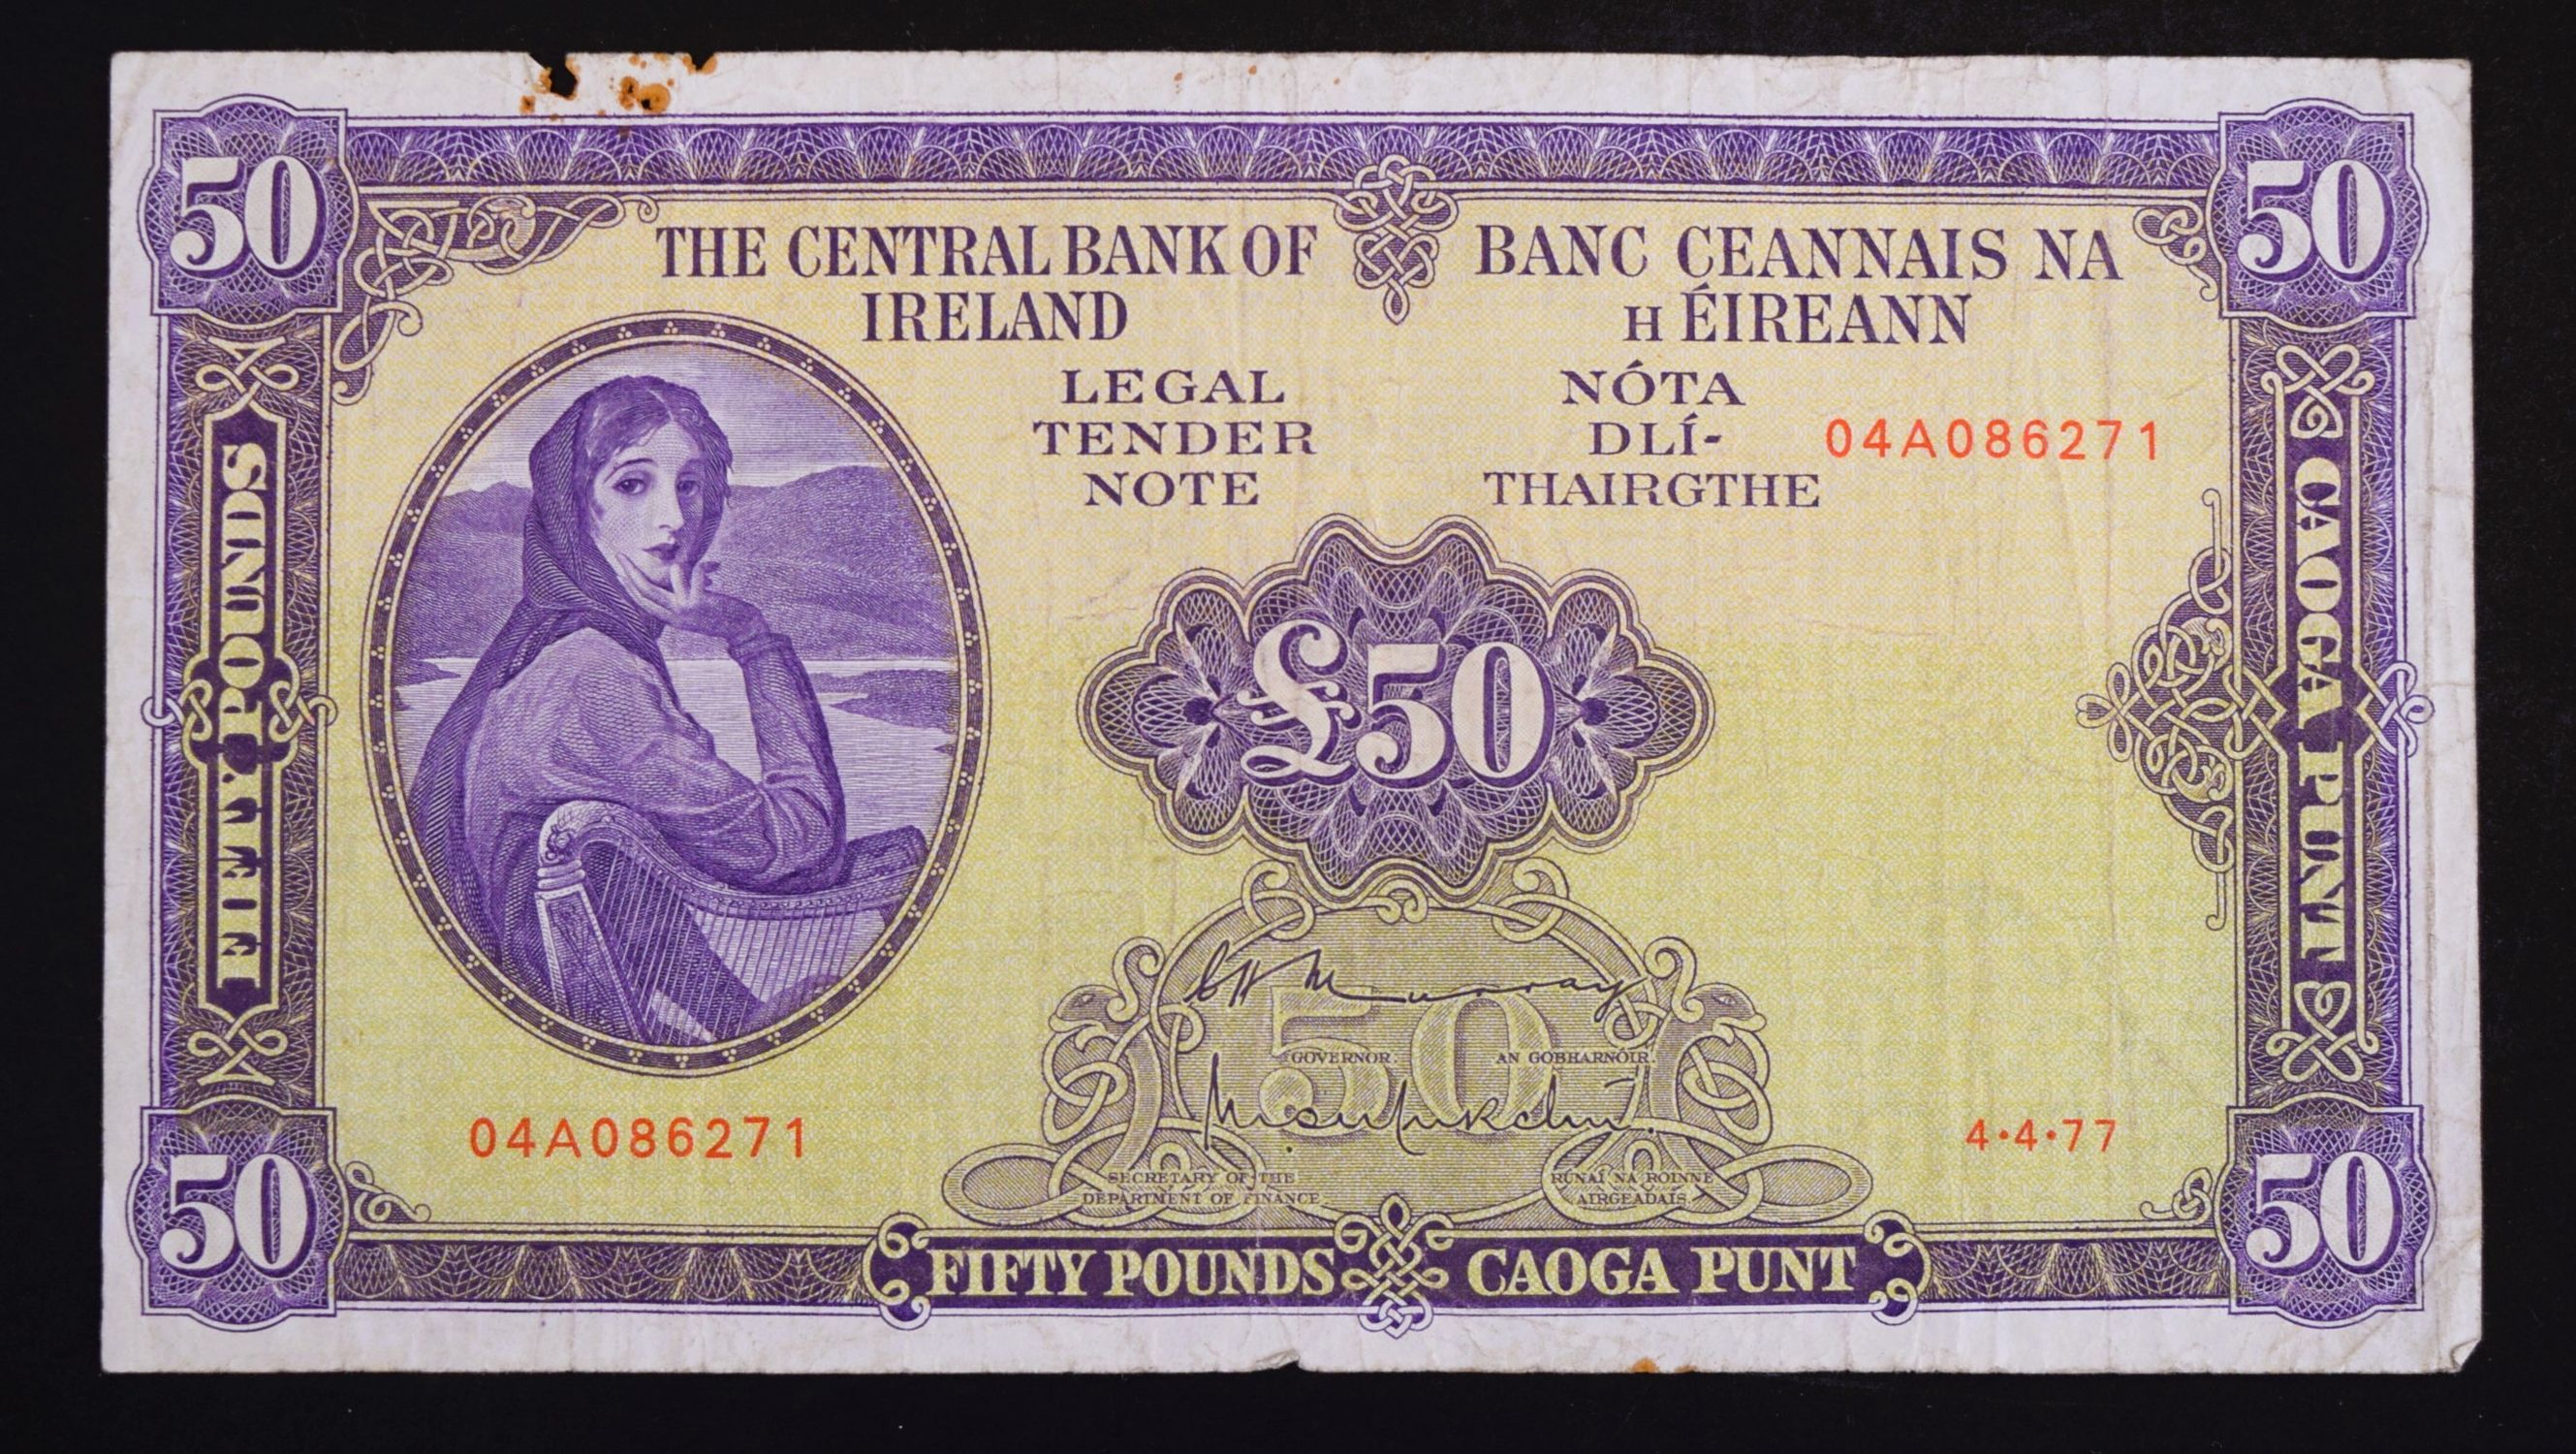 50
50
THE CENTRAL BANK OF
IRELAND
BANC CEANNAIS NA
H ÉIREANN
LEGAL
TENDER
NOTE
NÓTA
DLÍ-
THAIRGTHE
04A086271
FIFTY POUNDS
CAOGA PUNT
£50
C H Murray
50
GOVERNOR.
AN GOBHARNÓIR.
SECRETARY OF THE
DEPARTMENT OF FINANCE
RÚNAÍ NA ROINNE
AIRGEADAIS.
04A086271
4·4·77
50
FIFTY POUNDS
CAOGA PUNT
50